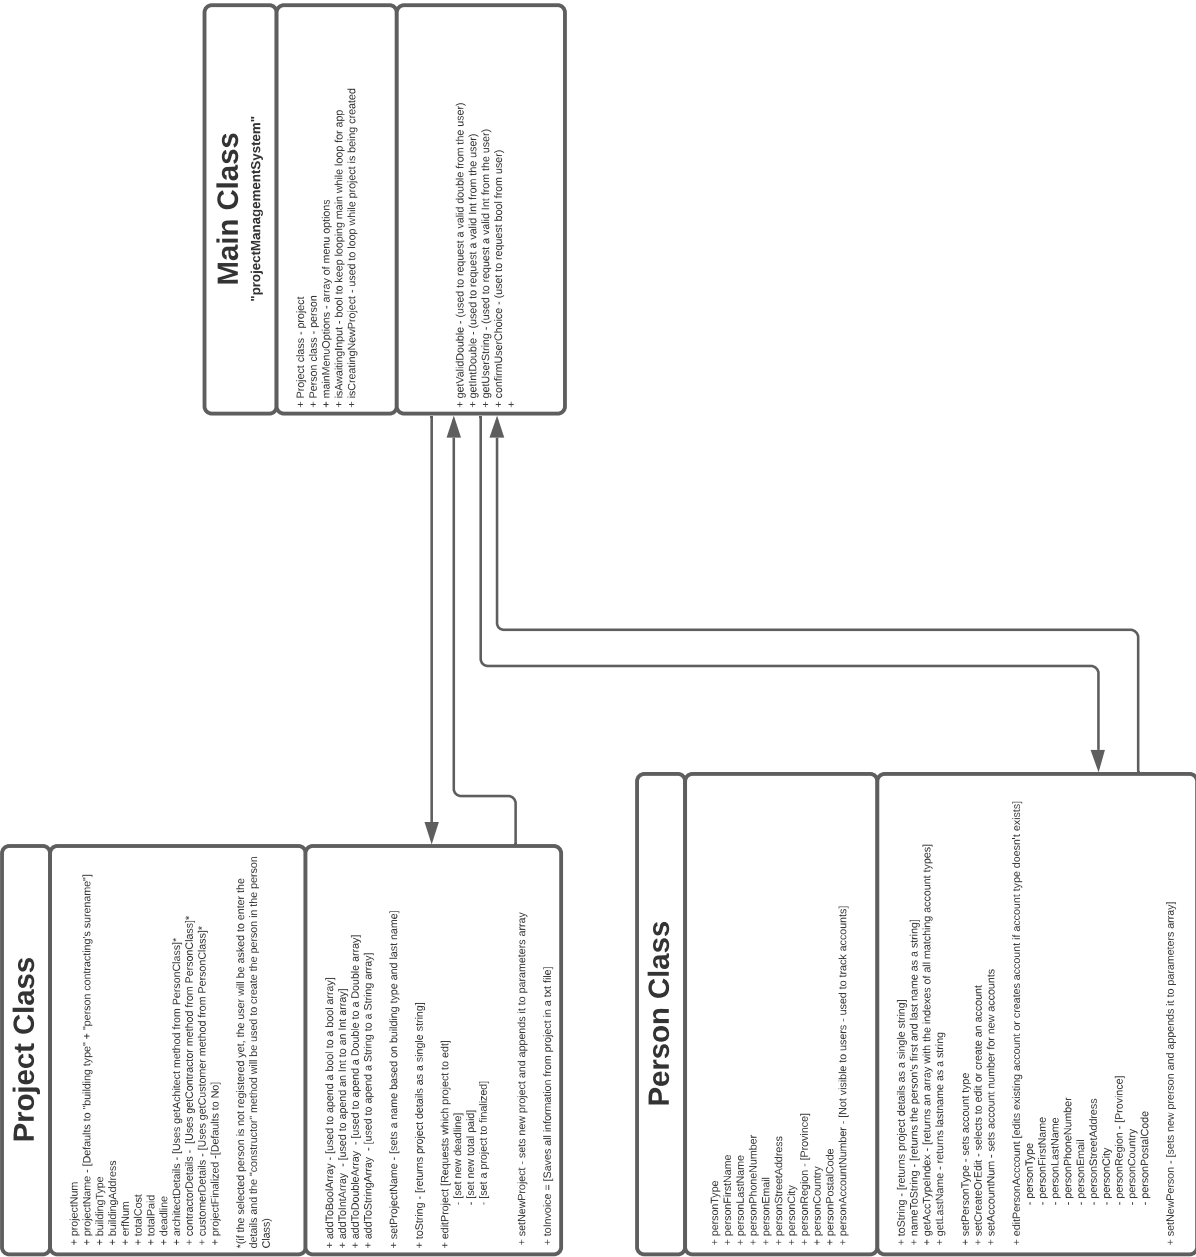 Main Class
"projectManagementSystem"
+ Project class - project
+ Person class - person
+ mainMenuOptions - array of menu options
+ isAwaitingInput - bool to keep looping main while loop for app
+ isCreatingNewProject - used to loop while project is being created
+ getValidDouble - (used to request a valid double from the user)
+ getIntDouble - (used to request a valid Int from the user)
+ getUserString - (used to request a valid Int from the user)
+ confirmUserChoice - (uset to request bool from user)
+
Project Class
+ projectNum
+ projectName - [Defaults to "building type" + "person contracting's surename"]
+ buildingType
+ buildingAddress
+ erfNum
+ totalCost
+ totalPaid
+ deadline
+ architectDetails - [Uses getAchitect method from PersonClass]*
+ contractorDetails - [Uses getContractor method from PersonClass]*
+ customerDetails - [Uses getCustomer method from PersonClass]*
+ projectFinalized -[Defaults to No]
*(if the selected person is not registered yet, the user will be asked to enter the
details and the "constructor" method will be used to create the person in the person
Class)
+ addToBoolArray - [used to apend a bool to a bool array]
+ addToIntArray - [used to apend an Int to an Int array]
+ addToDoubleArray - [used to apend a Double to a Double array]
+ addToStringArray - [used to apend a String to a String array]
+ setProjectName - [sets a name based on building type and last name]
+ toString - [returns project details as a single string]
+ editProject [Requests which project to edt]
- [set new deadline]
- [set new total paid]
- [set a project to finalized]
+ setNewProject - sets new project and appends it to parameters array
+ toInvoice = [Saves all information from project in a txt file]
Person Class
+ personType
+ personFirstName
+ personLastName
+ personPhoneNumber
+ personEmail
+ personStreetAddress
+ personCity
+ personRegion - [Province]
+ personCountry
+ personPostalCode
+ personAccountNumber - [Not visible to users - used to track accounts]
+ toString - [returns project details as a single string]
+ nameToString - [returns the person's first and last name as a string]
+ getAccTypeIndex - [returns an array with the indexes of all matching account types]
+ getLastName - returns lastname as a string
+ setPersonType - sets account type
+ setCreateOrEdit - selects to edit or create an account
+ setAccountNum - sets account number for new accounts
+ editPersonAcccount [edits existing account or creates account if account type doesn't exists]
- personType
- personFirstName
- personLastName
- personPhoneNumber
- personEmail
- personStreetAddress
- personCity
- personRegion - [Province]
- personCountry
- personPostalCode
+ setNewPerson - [sets new prerson and appends it to parameters array]